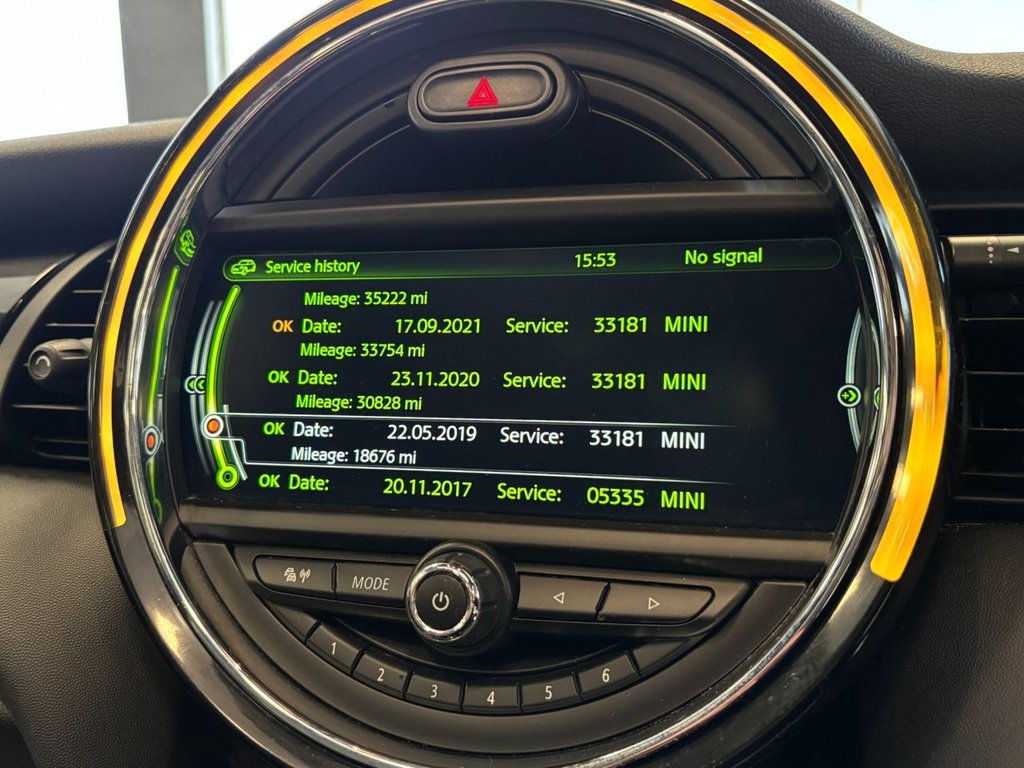 Service history 15:53 No signal
Mileage: 35222 mi
OK Date: 17.09.2021 Service: 33181 MINI
Mileage: 33754 mi
OK Date: 23.11.2020 Service: 33181 MINI
Mileage: 30828 mi
OK Date: 22.05.2019 Service: 33181 MINI
Mileage: 18676 mi
OK Date: 20.11.2017 Service: 05335 MINI
MODE
1 2 3 4 5 6